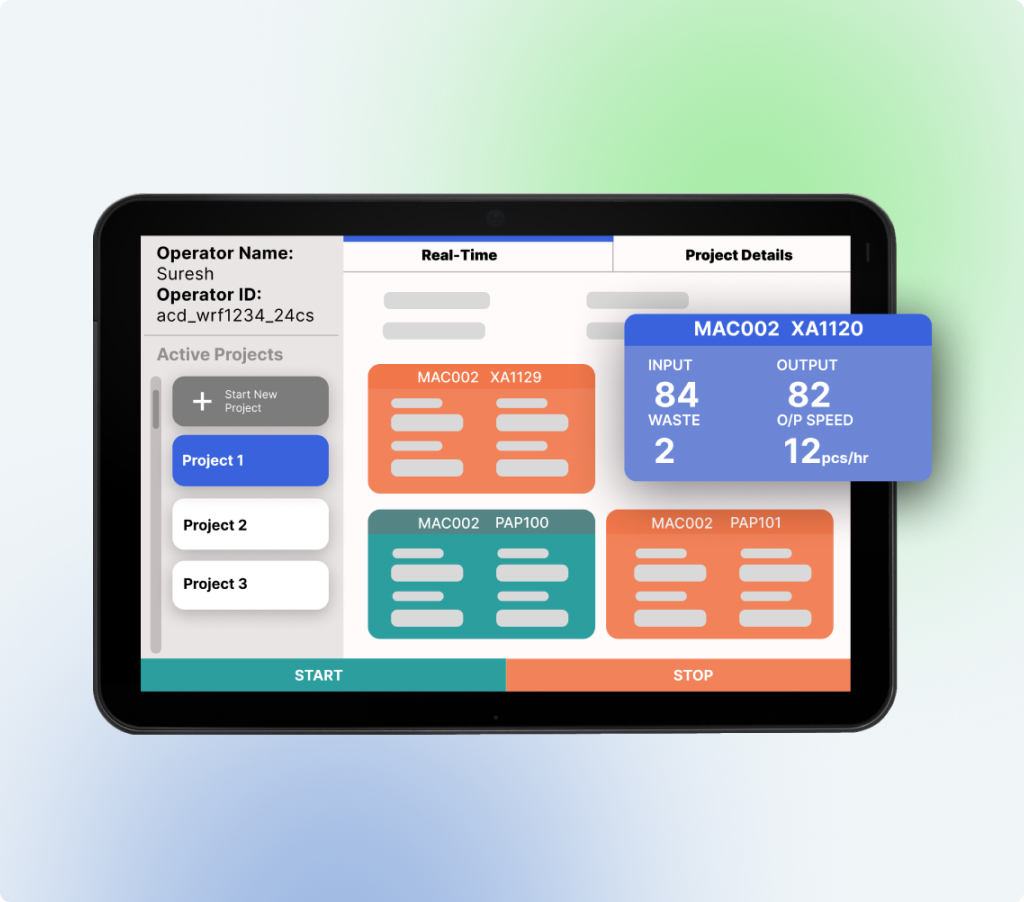 Operator Name:
Suresh
Operator ID:
acd_wrf1234_24cs
Active Projects
Start New
Project
Project 1
Project 2
Project 3
Real-Time
Project Details
MAC002 XA1129
MAC002 XA1120
INPUT
84
OUTPUT
82
WASTE
2
O/P SPEED
12pcs/hr
MAC002 PAP100
MAC002 PAP101
START
STOP